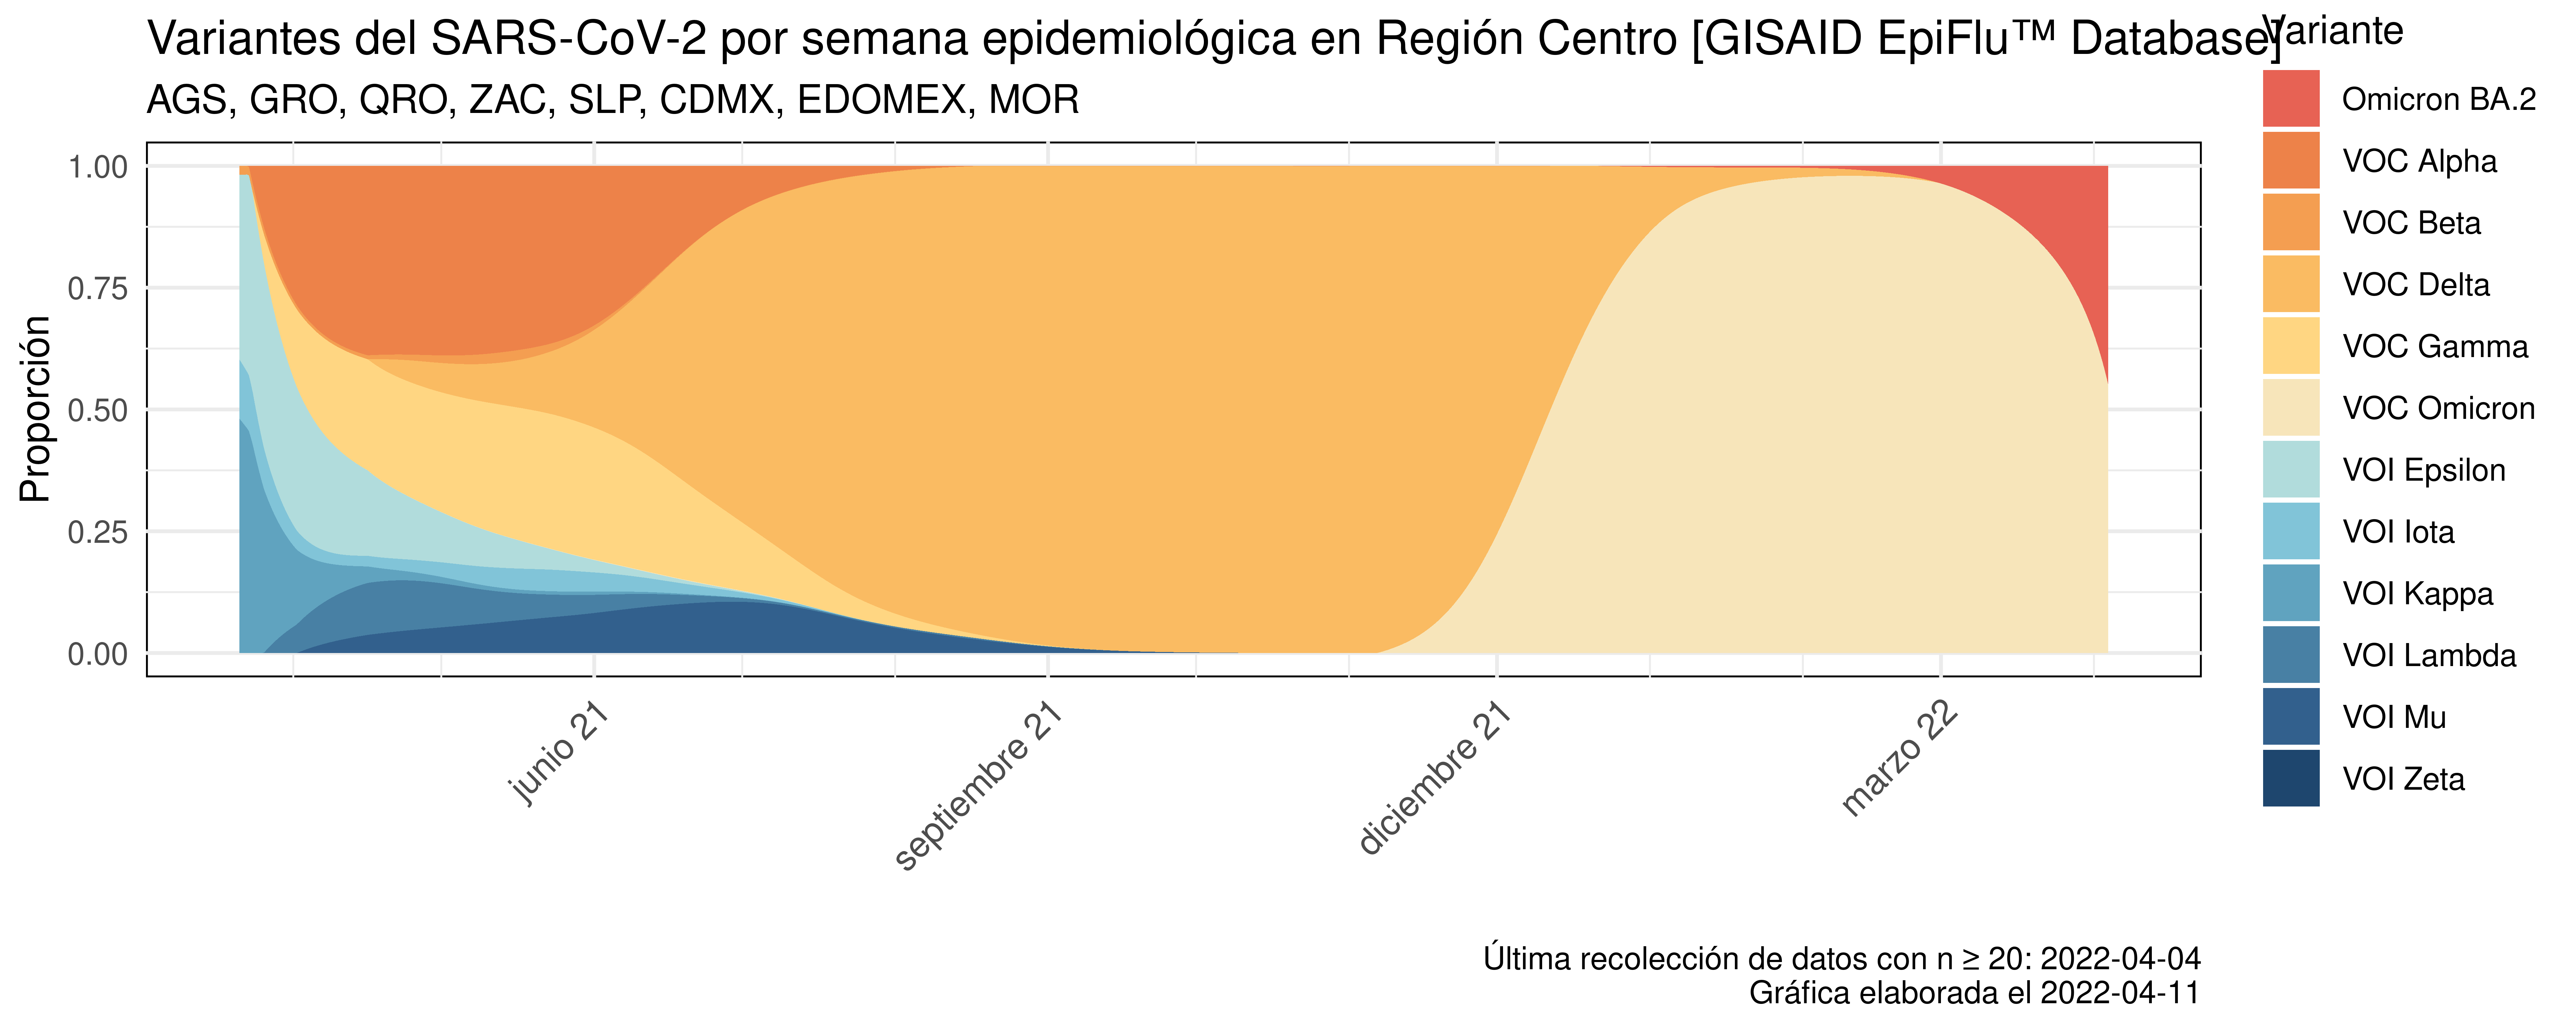 Variantes del SARS-CoV-2 por semana epidemiológica en Región Centro [GISAID EpiFlu™ Database]
AGS, GRO, QRO, ZAC, SLP, CDMX, EDOMEX, MOR
Proporción
1.00
0.75
0.50
0.25
0.00
junio 21
septiembre 21
diciembre 21
marzo 22
Variante
Omicron BA.2
VOC Alpha
VOC Beta
VOC Delta
VOC Gamma
VOC Omicron
VOI Epsilon
VOI Iota
VOI Kappa
VOI Lambda
VOI Mu
VOI Zeta
Última recolección de datos con n ≥ 20: 2022-04-04
Gráfica elaborada el 2022-04-11